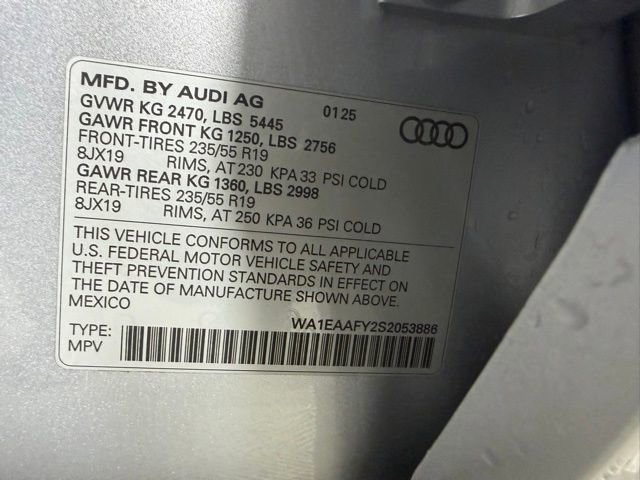 MFD. BY AUDI AG 0125
GVWR KG 2470, LBS 5445
GAWR FRONT KG 1250, LBS 2756
FRONT-TIRES 235/55 R19
8JX19 RIMS, AT 230 KPA 33 PSI COLD
GAWR REAR KG 1360, LBS 2998
REAR-TIRES 235/55 R19
8JX19 RIMS, AT 250 KPA 36 PSI COLD
THIS VEHICLE CONFORMS TO ALL APPLICABLE
U.S. FEDERAL MOTOR VEHICLE SAFETY AND
THEFT PREVENTION STANDARDS IN EFFECT ON
THE DATE OF MANUFACTURE SHOWN ABOVE.
MEXICO
WA1EAAFY2S2053886
TYPE:
MPV